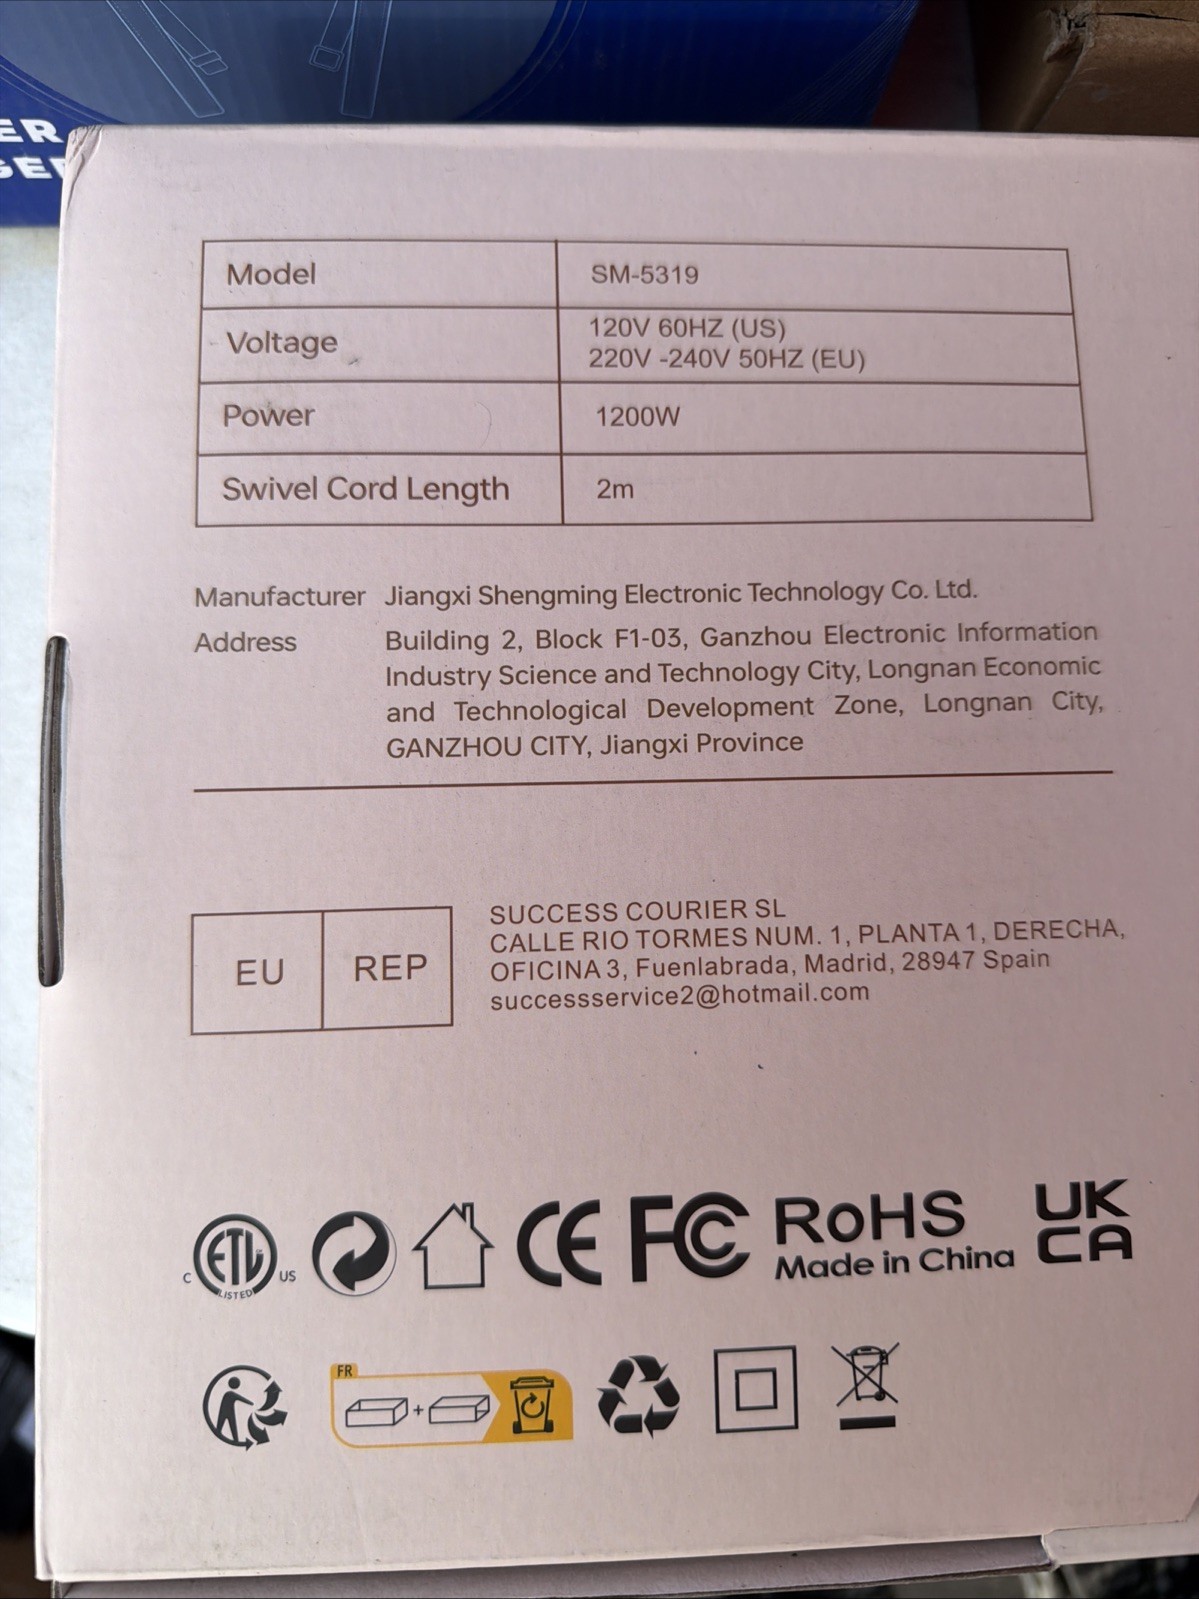 ER
GER
Model SM-5319
Voltage 120V 60HZ (US)
220V -240V 50HZ (EU)
Power 1200W
Swivel Cord Length 2m
Manufacturer Jiangxi Shengming Electronic Technology Co. Ltd.
Address Building 2, Block F1-03, Ganzhou Electronic Information
Industry Science and Technology City, Longnan Economic
and Technological Development Zone, Longnan City,
GANZHOU CITY, Jiangxi Province
EU REP
SUCCESS COURIER SL
CALLE RIO TORMES NUM. 1, PLANTA 1, DERECHA,
OFICINA 3, Fuenlabrada, Madrid, 28947 Spain
successservice2@hotmail.com
C ETL US
LISTED
CE FC RoHS
Made in China
UK
CA
FR
+